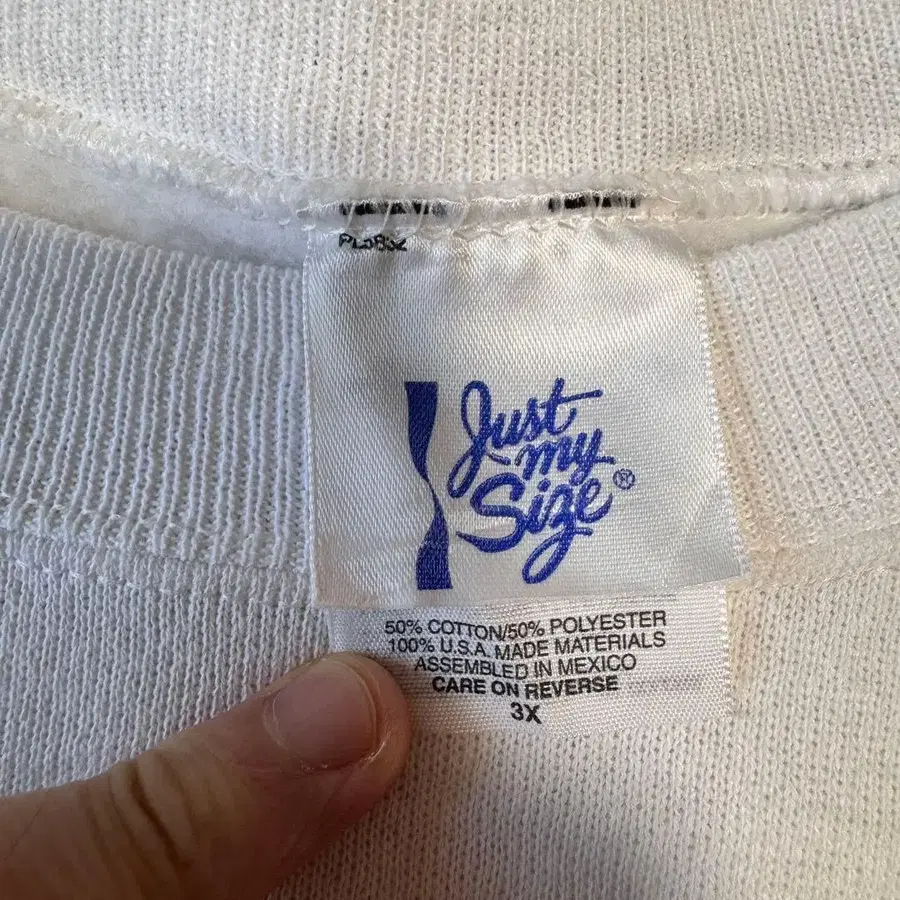 Just
my
Size®
50% COTTON/50% POLYESTER
100% U.S.A. MADE MATERIALS
ASSEMBLED IN MEXICO
CARE ON REVERSE
3X